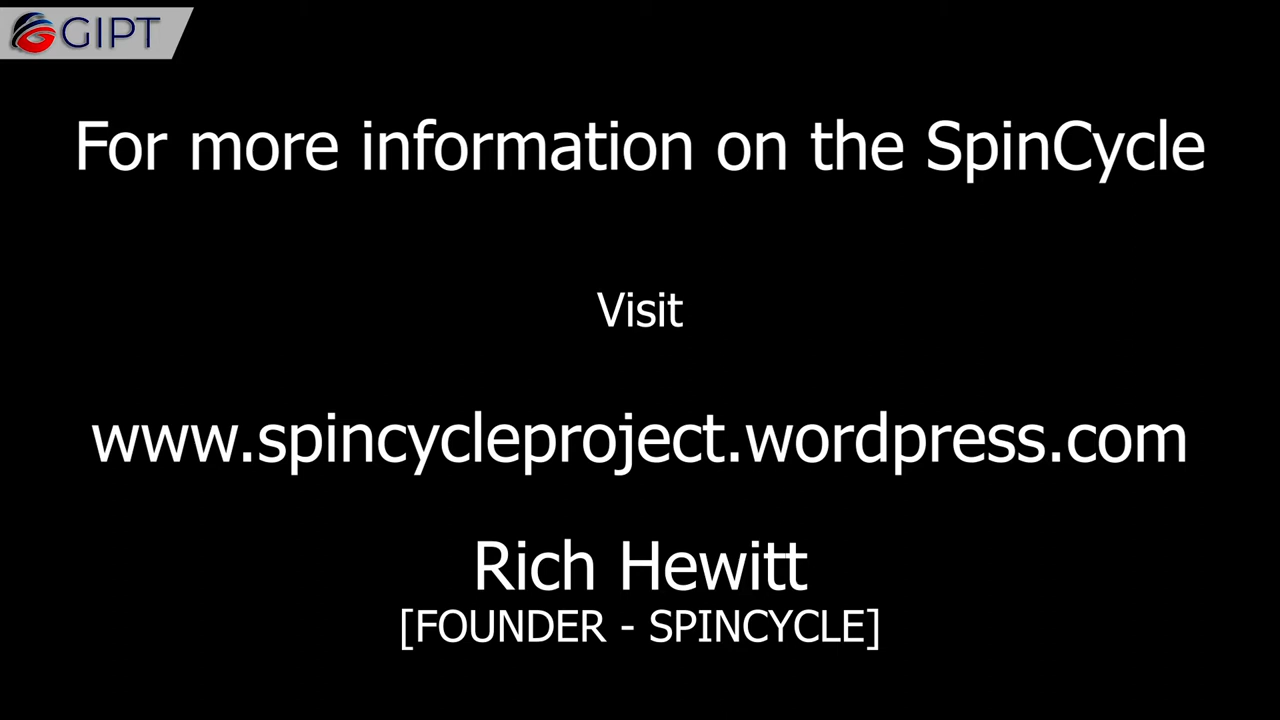 GIPT
For more information on the SpinCycle
Visit
www.spincycleproject.wordpress.com
Rich Hewitt
[FOUNDER - SPINCYCLE]